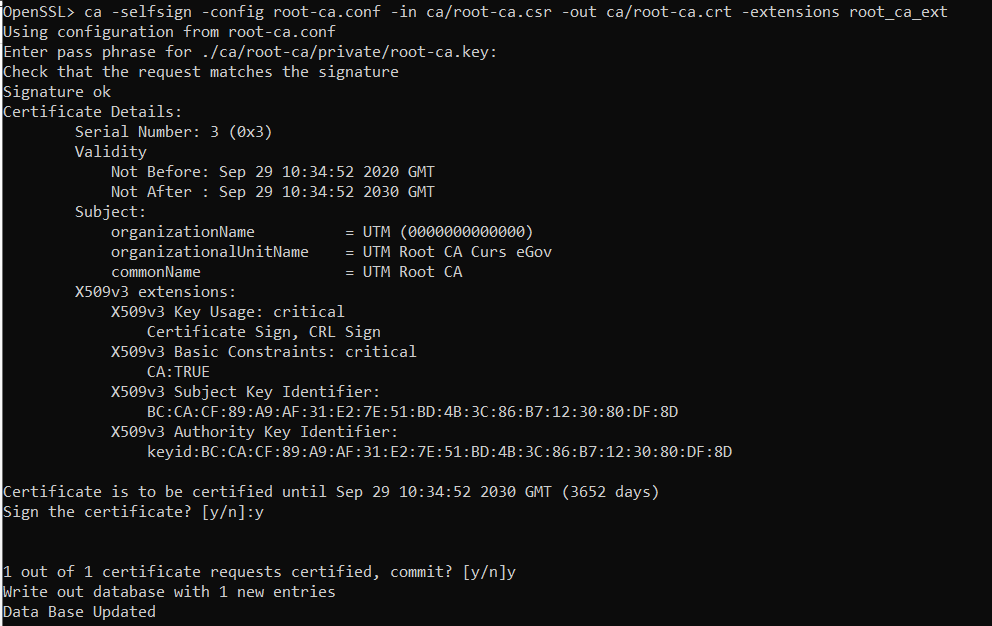 OpenSSL> ca -selfsign -config root-ca.conf -in ca/root-ca.csr -out ca/root-ca.crt -extensions root_ca_ext
Using configuration from root-ca.conf
Enter pass phrase for ./ca/root-ca/private/root-ca.key:
Check that the request matches the signature
Signature ok
Certificate Details:
        Serial Number: 3 (0x3)
        Validity
            Not Before: Sep 29 10:34:52 2020 GMT
            Not After : Sep 29 10:34:52 2030 GMT
        Subject:
            organizationName          = UTM (0000000000000)
            organizationalUnitName    = UTM Root CA Curs eGov
            commonName                = UTM Root CA
        X509v3 extensions:
            X509v3 Key Usage: critical
                Certificate Sign, CRL Sign
            X509v3 Basic Constraints: critical
                CA:TRUE
            X509v3 Subject Key Identifier:
                BC:CA:CF:89:A9:AF:31:E2:7E:51:BD:4B:3C:86:B7:12:30:80:DF:8D
            X509v3 Authority Key Identifier:
                keyid:BC:CA:CF:89:A9:AF:31:E2:7E:51:BD:4B:3C:86:B7:12:30:80:DF:8D

Certificate is to be certified until Sep 29 10:34:52 2030 GMT (3652 days)
Sign the certificate? [y/n]:y


1 out of 1 certificate requests certified, commit? [y/n]y
Write out database with 1 new entries
Data Base Updated